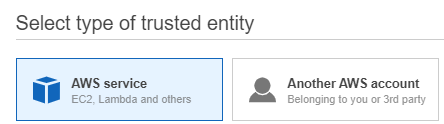 Select type of trusted entity
AWS service
EC2, Lambda and others
Another AWS account
Belonging to you or 3rd party